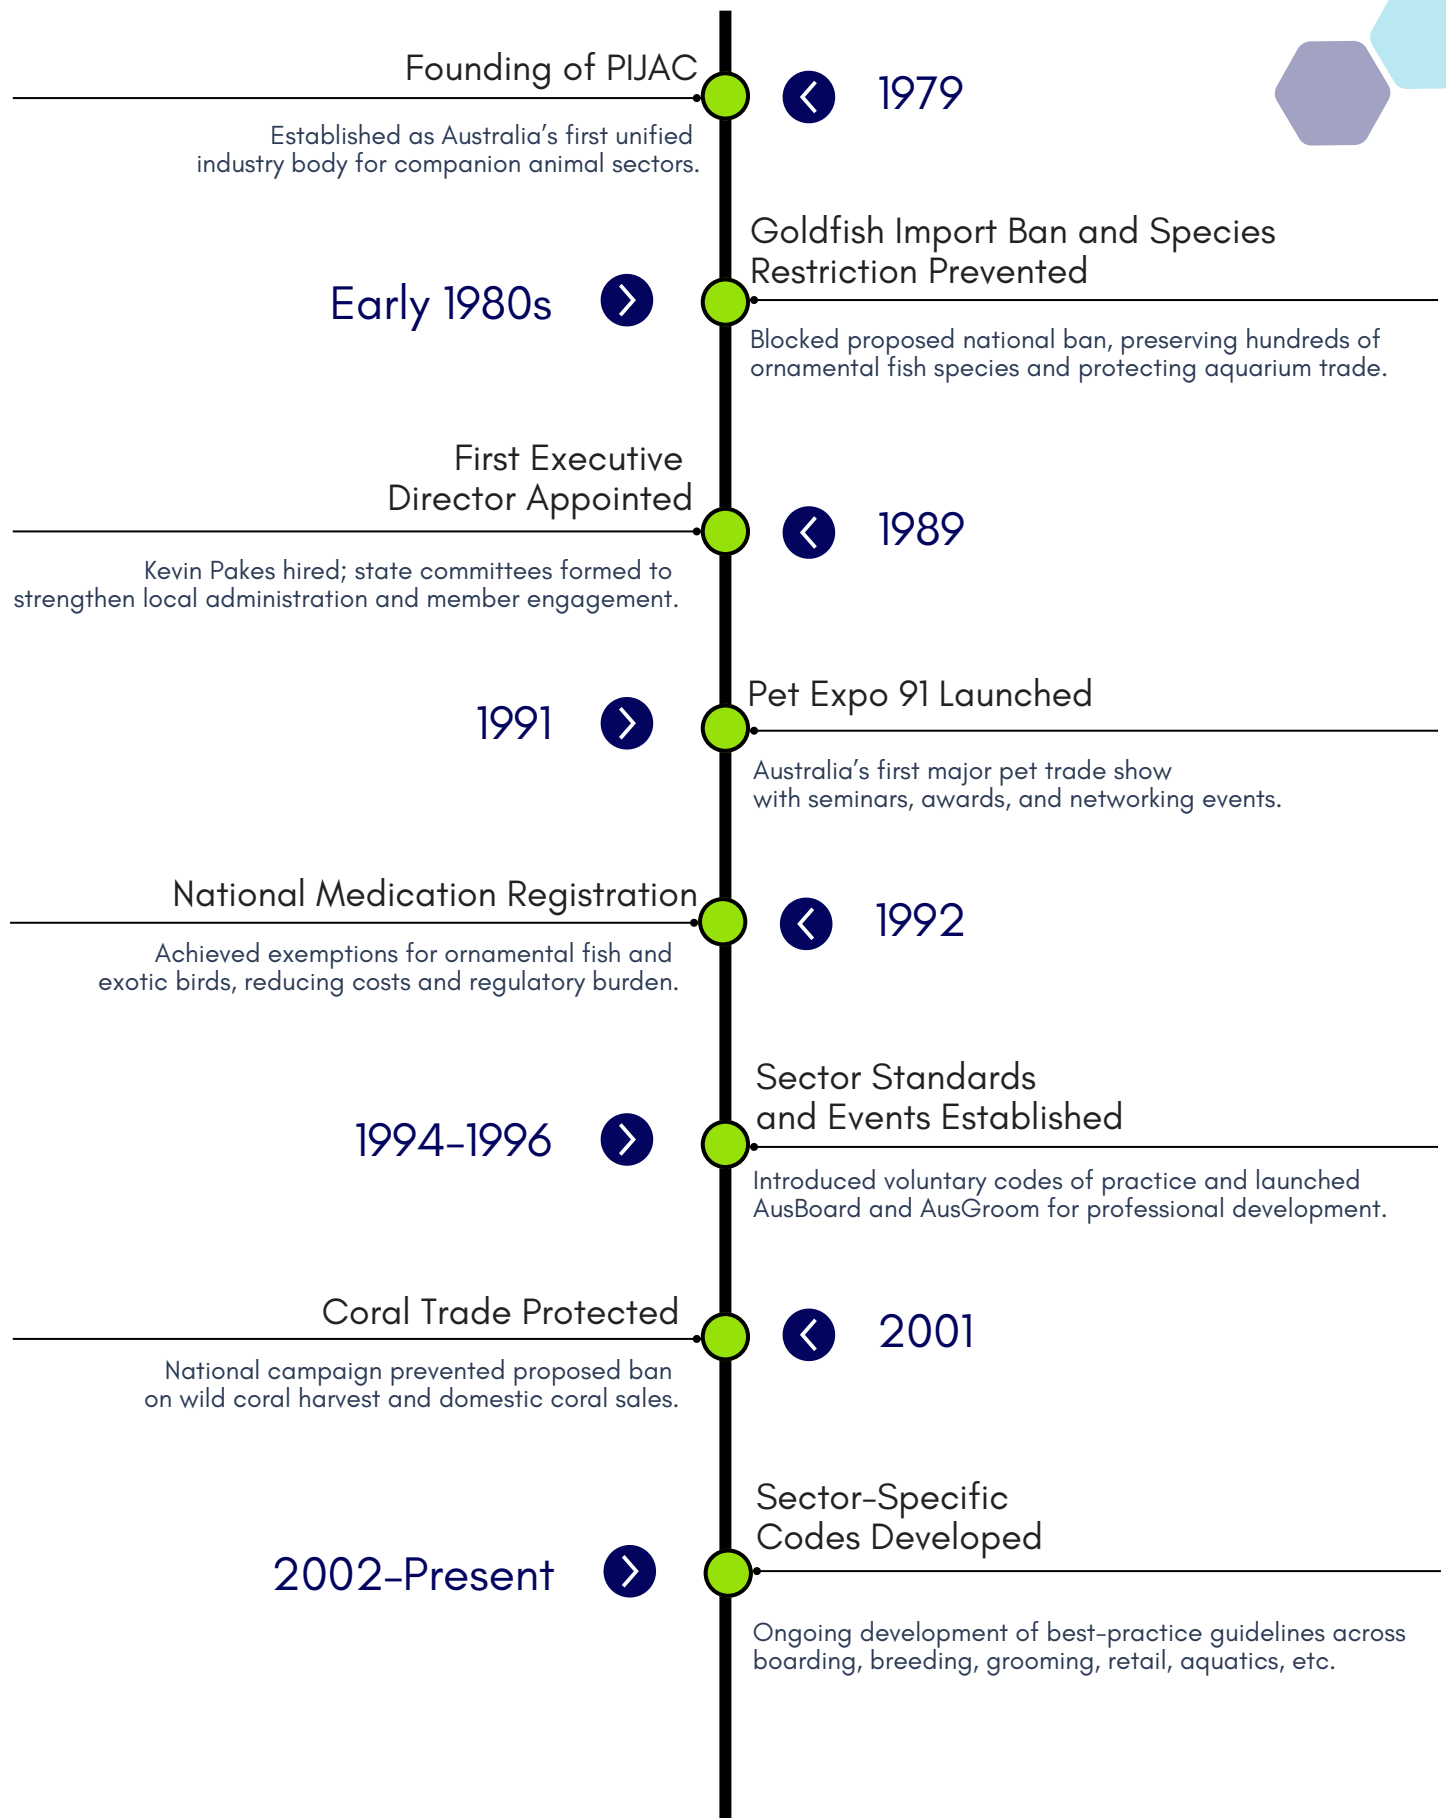 Founding of PIJAC
1979
Established as Australia’s first unified
industry body for companion animal sectors.
Goldfish Import Ban and Species
Restriction Prevented
Early 1980s
Blocked proposed national ban, preserving hundreds of
ornamental fish species and protecting aquarium trade.
First Executive
Director Appointed
1989
Kevin Pakes hired; state committees formed to
strengthen local administration and member engagement.
Pet Expo 91 Launched
1991
Australia’s first major pet trade show
with seminars, awards, and networking events.
National Medication Registration
1992
Achieved exemptions for ornamental fish and
exotic birds, reducing costs and regulatory burden.
Sector Standards
and Events Established
1994-1996
Introduced voluntary codes of practice and launched
AusBoard and AusGroom for professional development.
Coral Trade Protected
2001
National campaign prevented proposed ban
on wild coral harvest and domestic coral sales.
Sector-Specific
Codes Developed
2002-Present
Ongoing development of best-practice guidelines across
boarding, breeding, grooming, retail, aquatics, etc.